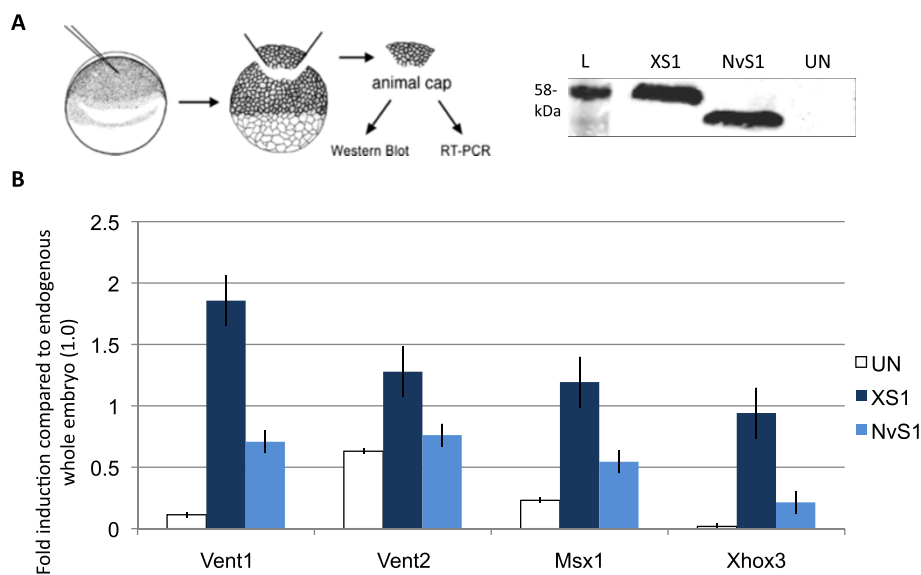 A
animal cap
Western Blot
RT-PCR
L XS1 NvS1 UN
58-
kDa
B
Fold induction compared to endogenous
whole embryo (1.0)
2.5
2
1.5
1
0.5
0
Vent1 Vent2 Msx1 Xhox3
UN
XS1
NvS1